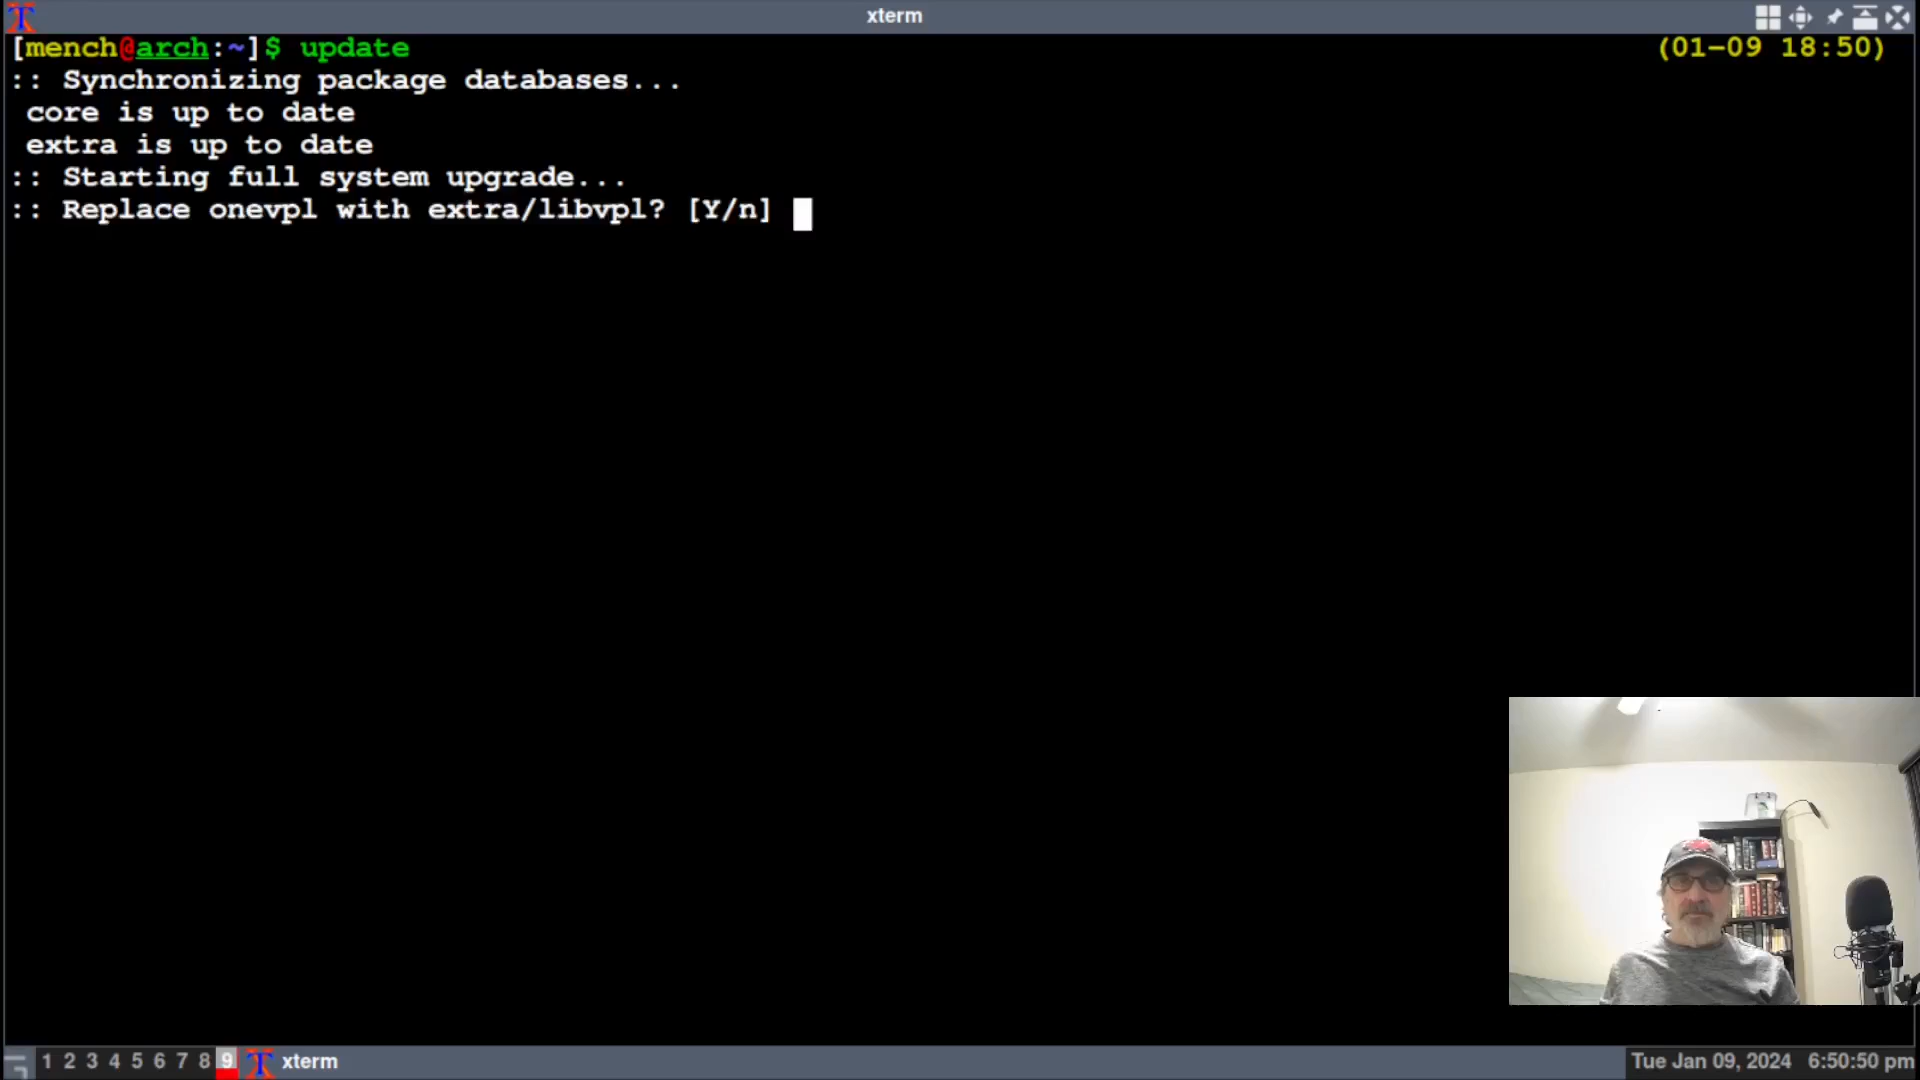 xterm
[mench@arch:~]$ update (01-09 18:50)
:: Synchronizing package databases...
core is up to date
extra is up to date
:: Starting full system upgrade...
:: Replace onevpl with extra/libvpl? [Y/n]
1 2 3 4 5 6 7 8 9 xterm Tue Jan 09, 2024 6:50:50 pm